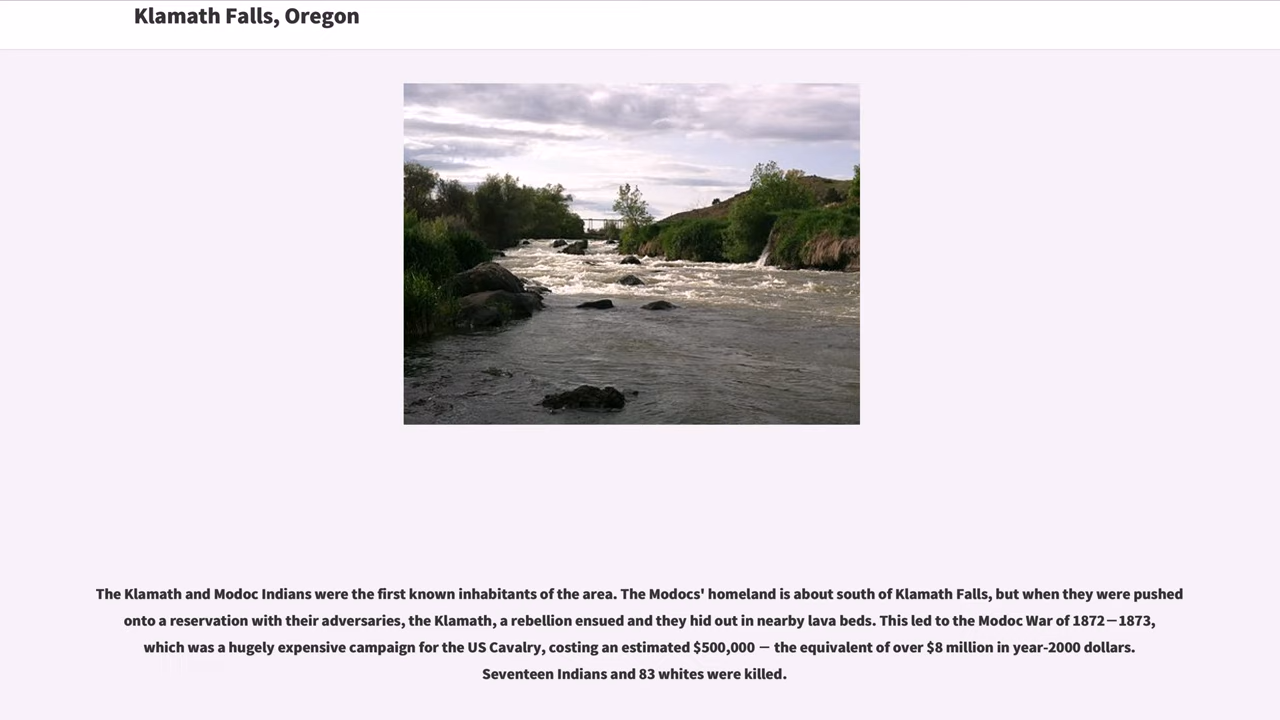 Klamath Falls, Oregon
The Klamath and Modoc Indians were the first known inhabitants of the area. The Modocs' homeland is about south of Klamath Falls, but when they were pushed
onto a reservation with their adversaries, the Klamath, a rebellion ensued and they hid out in nearby lava beds. This led to the Modoc War of 1872−1873,
which was a hugely expensive campaign for the US Cavalry, costing an estimated $500,000 — the equivalent of over $8 million in year-2000 dollars.
Seventeen Indians and 83 whites were killed.